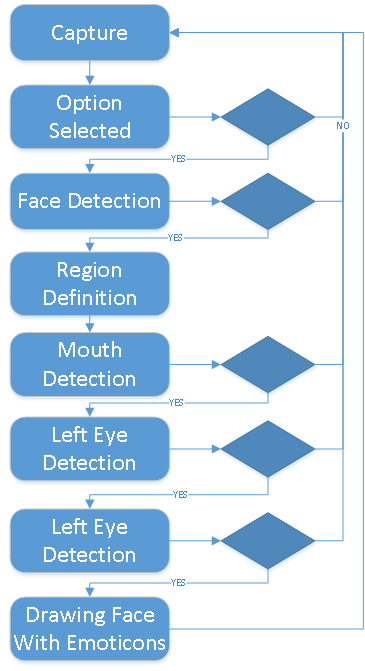 Capture
Option
Selected
NO
YES
Face Detection
YES
Region
Definition
Mouth
Detection
YES
Left Eye
Detection
YES
Left Eye
Detection
YES
Drawing Face
With Emoticons